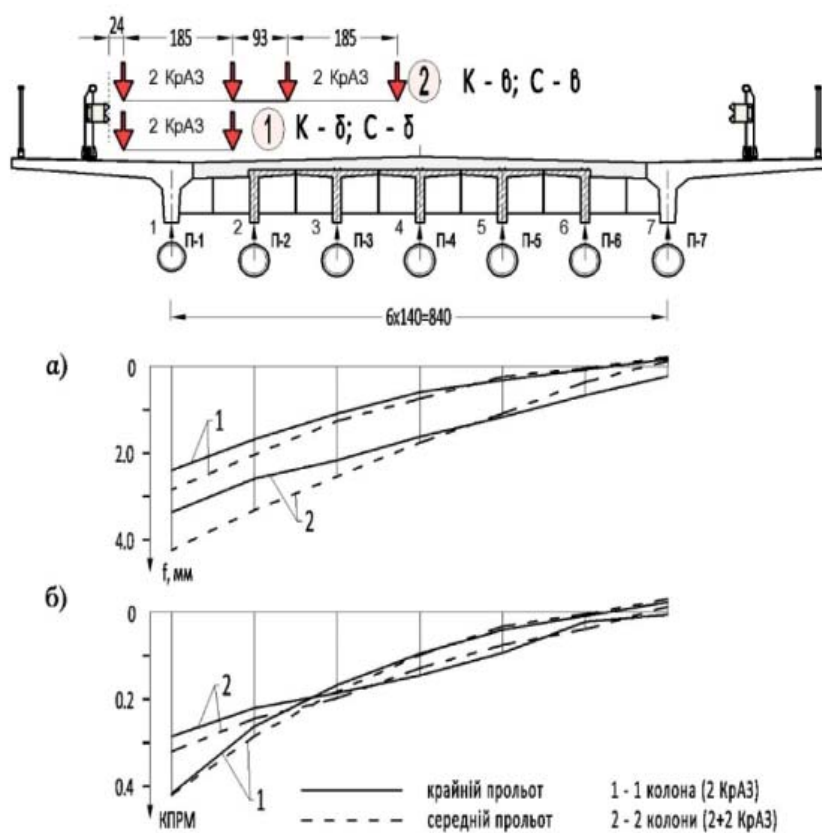 24 185 93 185
2 КрАЗ 2 КрАЗ 2 К - в; С - в
2 КрАЗ 1 К - б; С - б
1 П-1 2 П-2 3 П-3 4 П-4 5 П-5 6 П-6 7 П-7
6х140=840
а)
0
1
2.0
2
4.0
f, мм
б)
0
2
0.2
1
0.4
КПРМ
крайній прольот 1 - 1 колона (2 КрАЗ)
середній прольот 2 - 2 колони (2+2 КрАЗ)